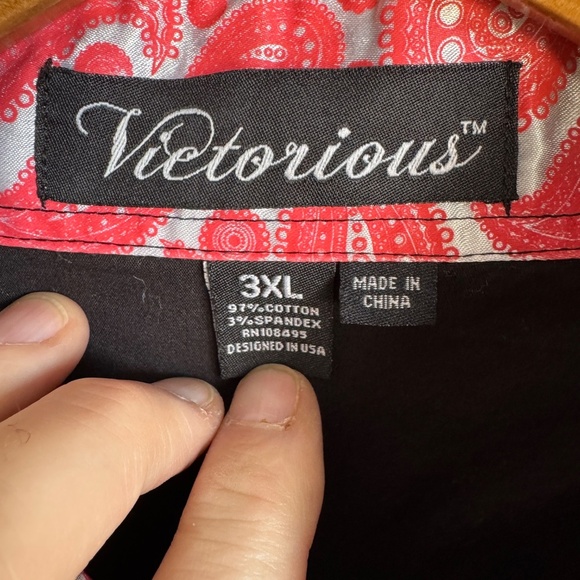 Victorious™
3XL
97%COTTON
3%SPANDEX
RN108495
DESIGNED IN USA
MADE IN
CHINA